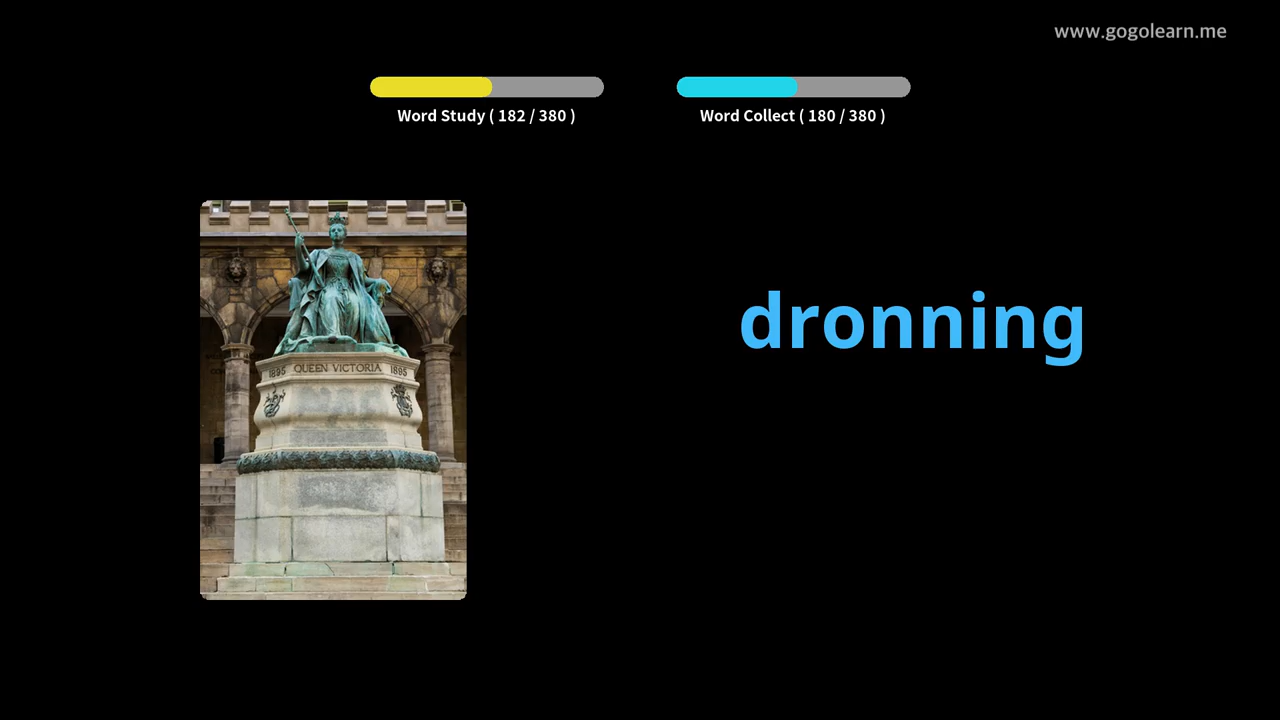 www.gogolearn.me
Word Study ( 182 / 380 )
Word Collect ( 180 / 380 )
1895 QUEEN VICTORIA 1895
dronning